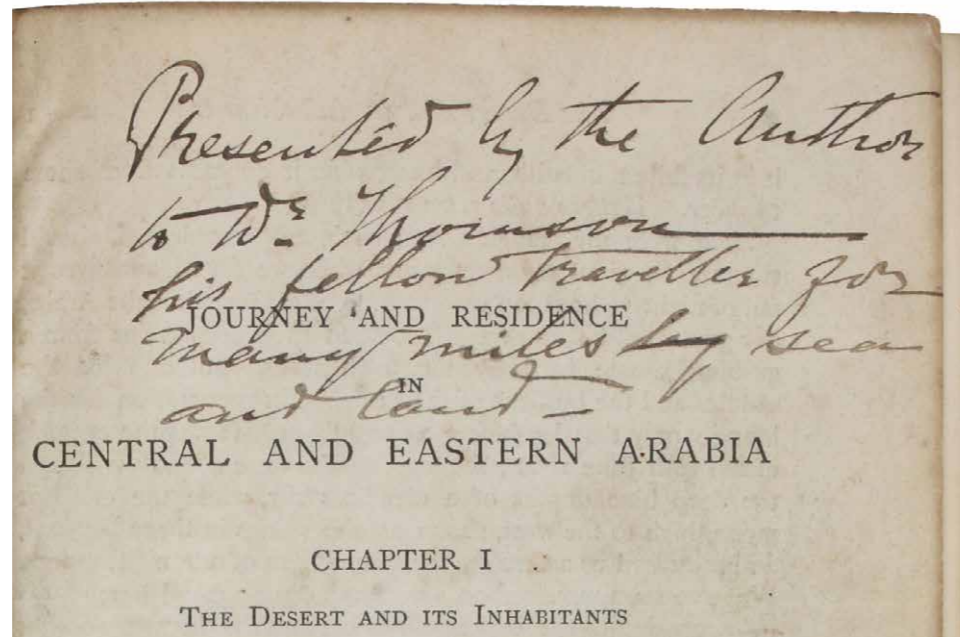 Presented by the Author
to Dr. Thomson
his fellow traveller for
JOURNEY AND RESIDENCE
many miles by sea
IN
and land -
CENTRAL AND EASTERN ARABIA
CHAPTER I
THE DESERT AND ITS INHABITANTS